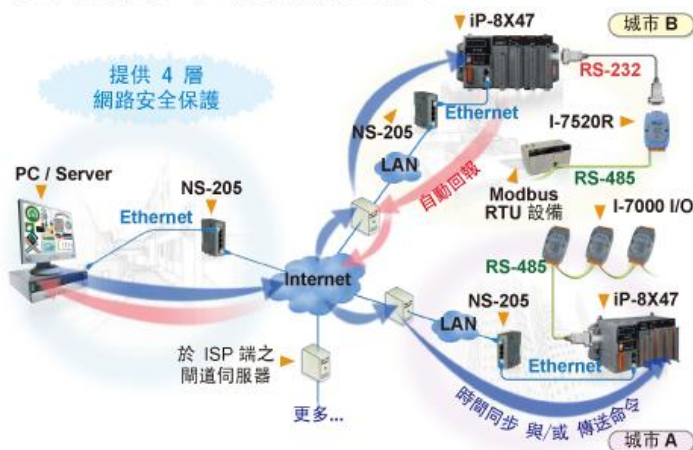 iP-8X47
城市 B
提供 4 層
網路安全保護
RS-232
NS-205
Ethernet
I-7520R
LAN
PC / Server
NS-205
Ethernet
自動回報
Modbus
RTU 設備
RS-485
I-7000 I/O
Internet
RS-485
NS-205
iP-8X47
LAN
於 ISP 端之
閘道伺服器
Ethernet
更多...
時間同步 與/或 傳送命令
城市 A